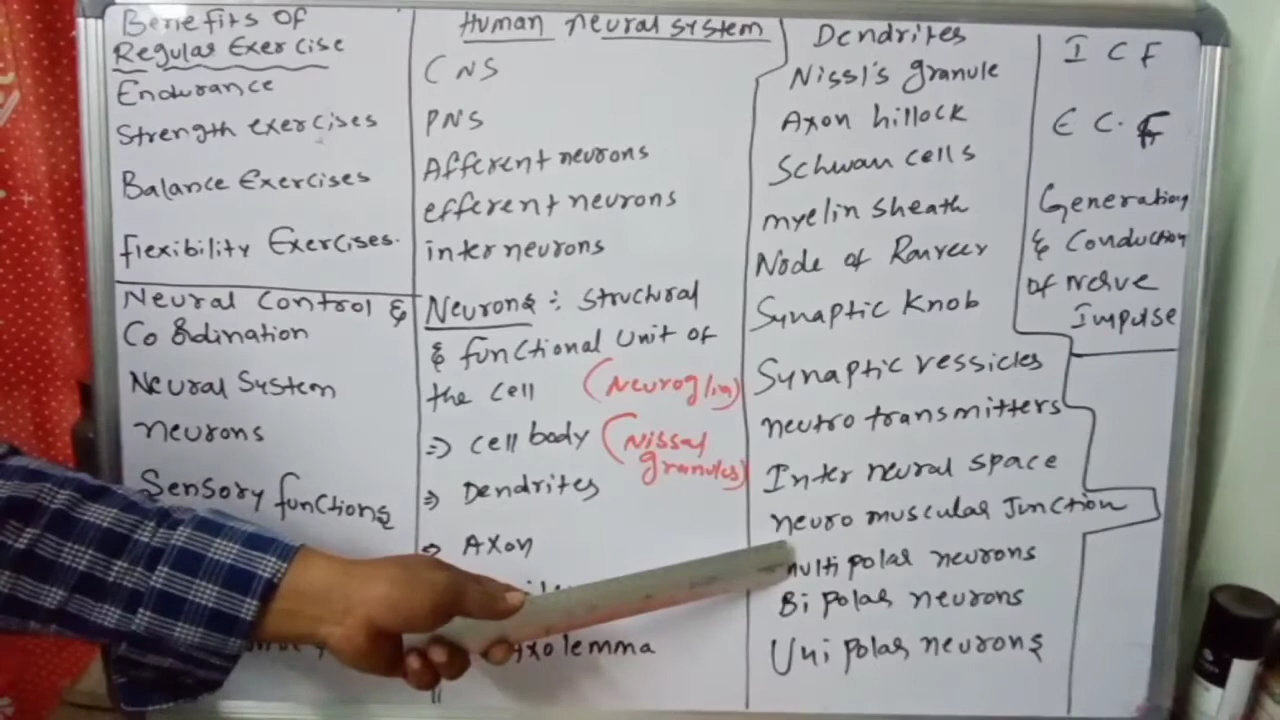 Benefits Of
Regular Exercise
Endurance
Strength exercises
Balance Exercises
flexibility Exercises.
Neural Control &
Coordination
Neural System
neurons
Sensory functions
Human neural system
CNS
PNS
Afferent neurons
efferent neurons
inter neurons
Neurons : Structural
& functional Unit of
the cell (Neuroglia)
⇒ cell body (Nissal
granules)
⇒ Dendrites
⇒ Axon
axolemma
Dendrites
Nissl's granule
Axon hillock
Schwan cells
myelin sheath
Node of Ranveer
Synaptic Knob
Synaptic vessicles
neutro transmitters
Inter neural space
neuro muscular Junction
multi polar neurons
Bi polar neurons
Uni polar neurons
I C F
E C. F
Generation
& Conduction
of nerve
Impulse